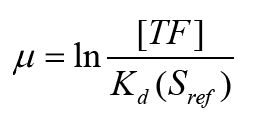 μ = ln [TF] / K_d(S_ref)